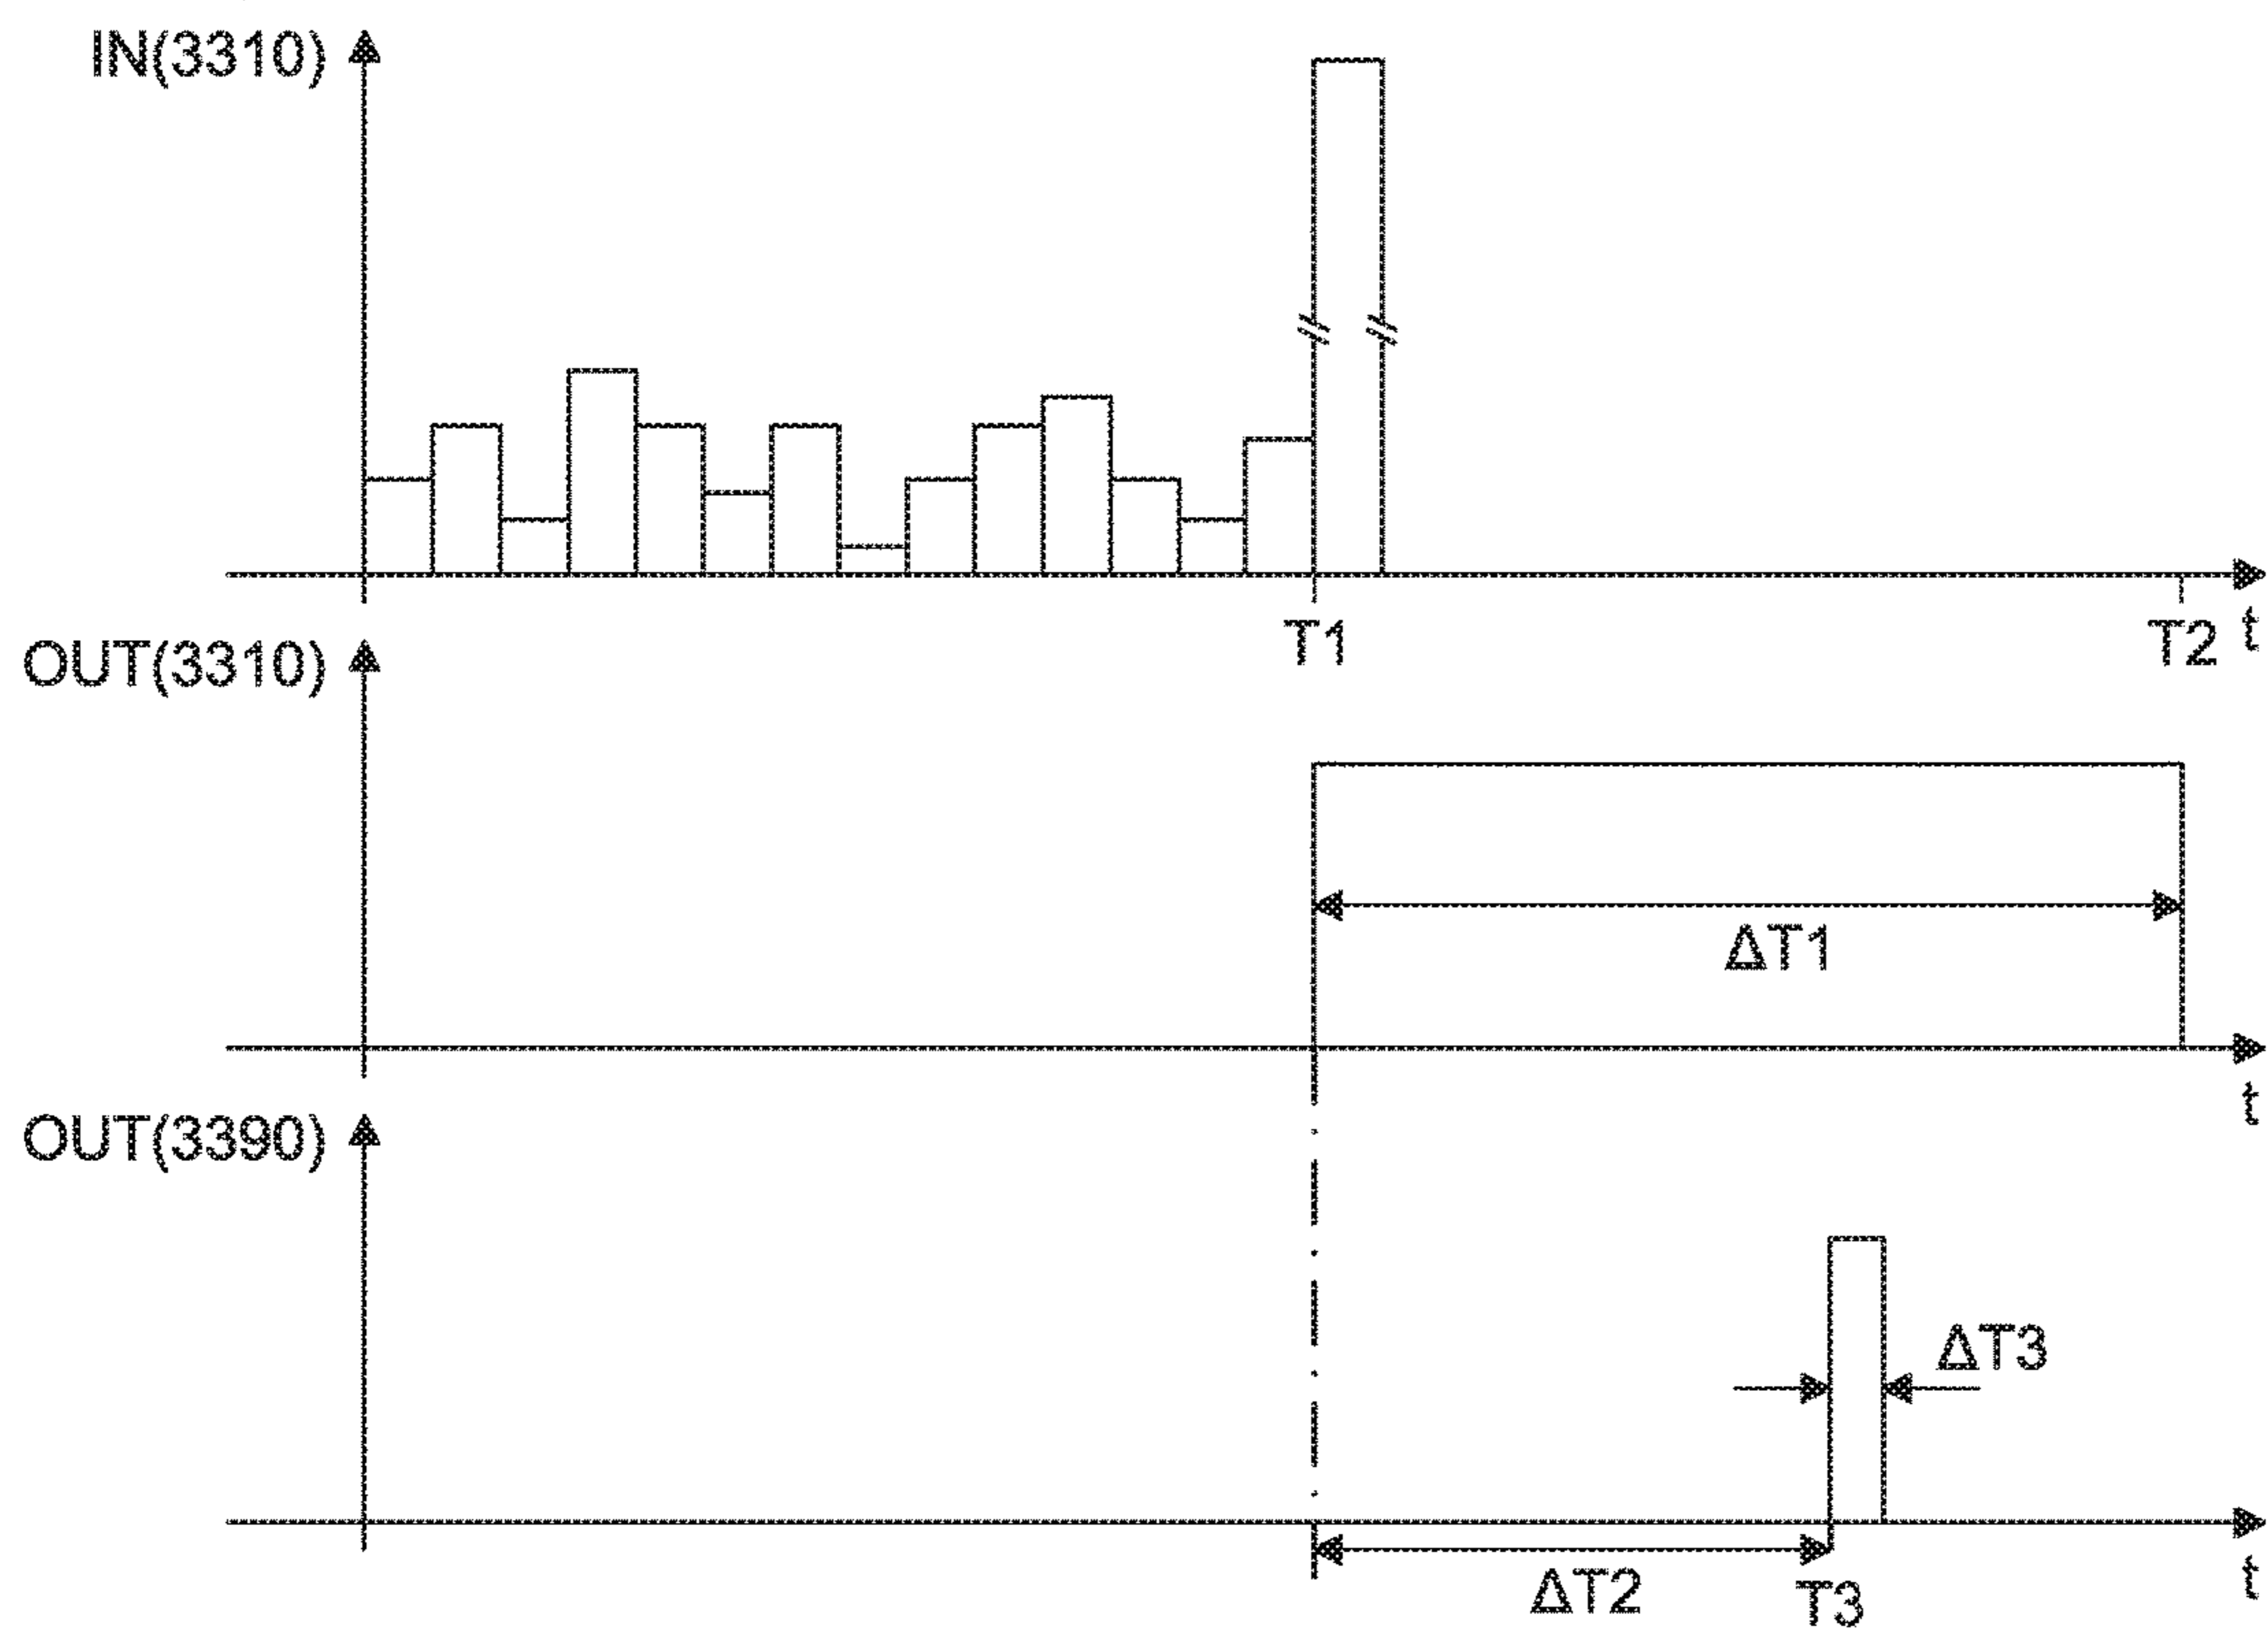 IN(3310)
T1
T2
t
OUT(3310)
ΔT1
t
OUT(3390)
ΔT3
ΔT2
T3
t